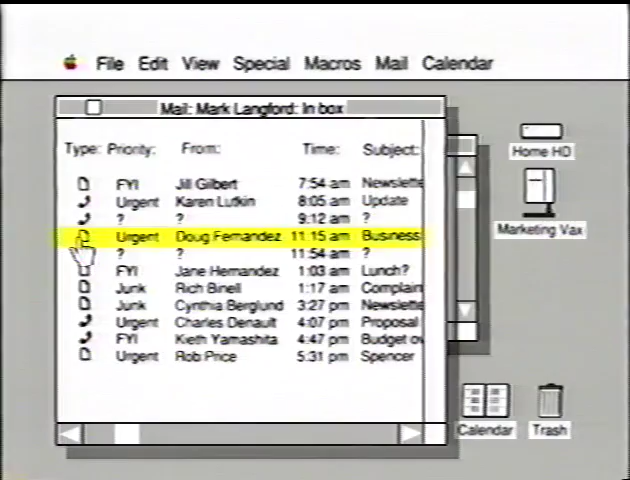 File Edit View Special Macros Mail Calendar
Mail: Mark Langford: In box
Type: Priority: From: Time: Subject:
FYI Jill Gilbert 7:54 am Newslette
Urgent Karen Lutkin 8:05 am Update
? ? 9:12 am ?
Urgent Doug Fernandez 11:15 am Business
? ? 11:54 am ?
FYI Jane Hernandez 1:03 am Lunch?
Junk Rich Binell 1:17 am Complain
Junk Cynthia Berglund 3:27 pm Newslette
Urgent Charles Denault 4:07 pm Proposal
FYI Kieth Yamashita 4:47 pm Budget ov
Urgent Rob Price 5:31 pm Spencer
Home HD
Marketing Vax
Calendar
Trash